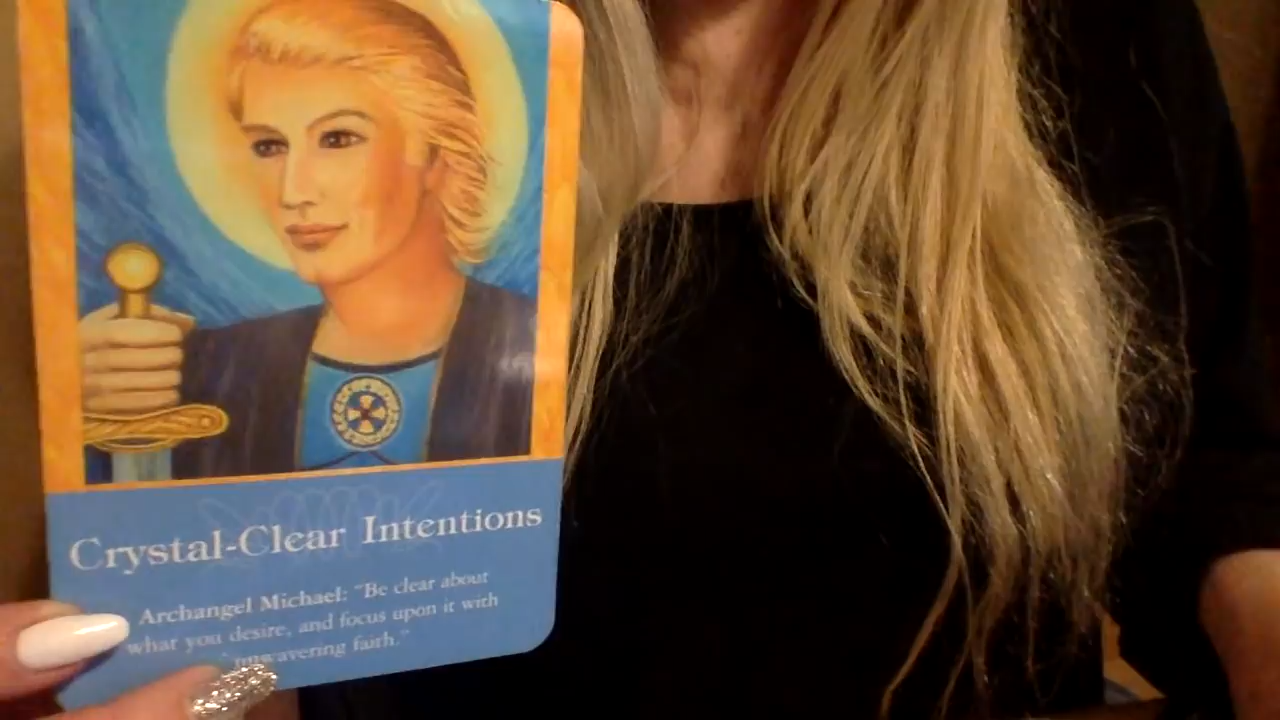 Crystal-Clear Intentions
Archangel Michael: “Be clear about
what you desire, and focus upon it with
unwavering faith.”